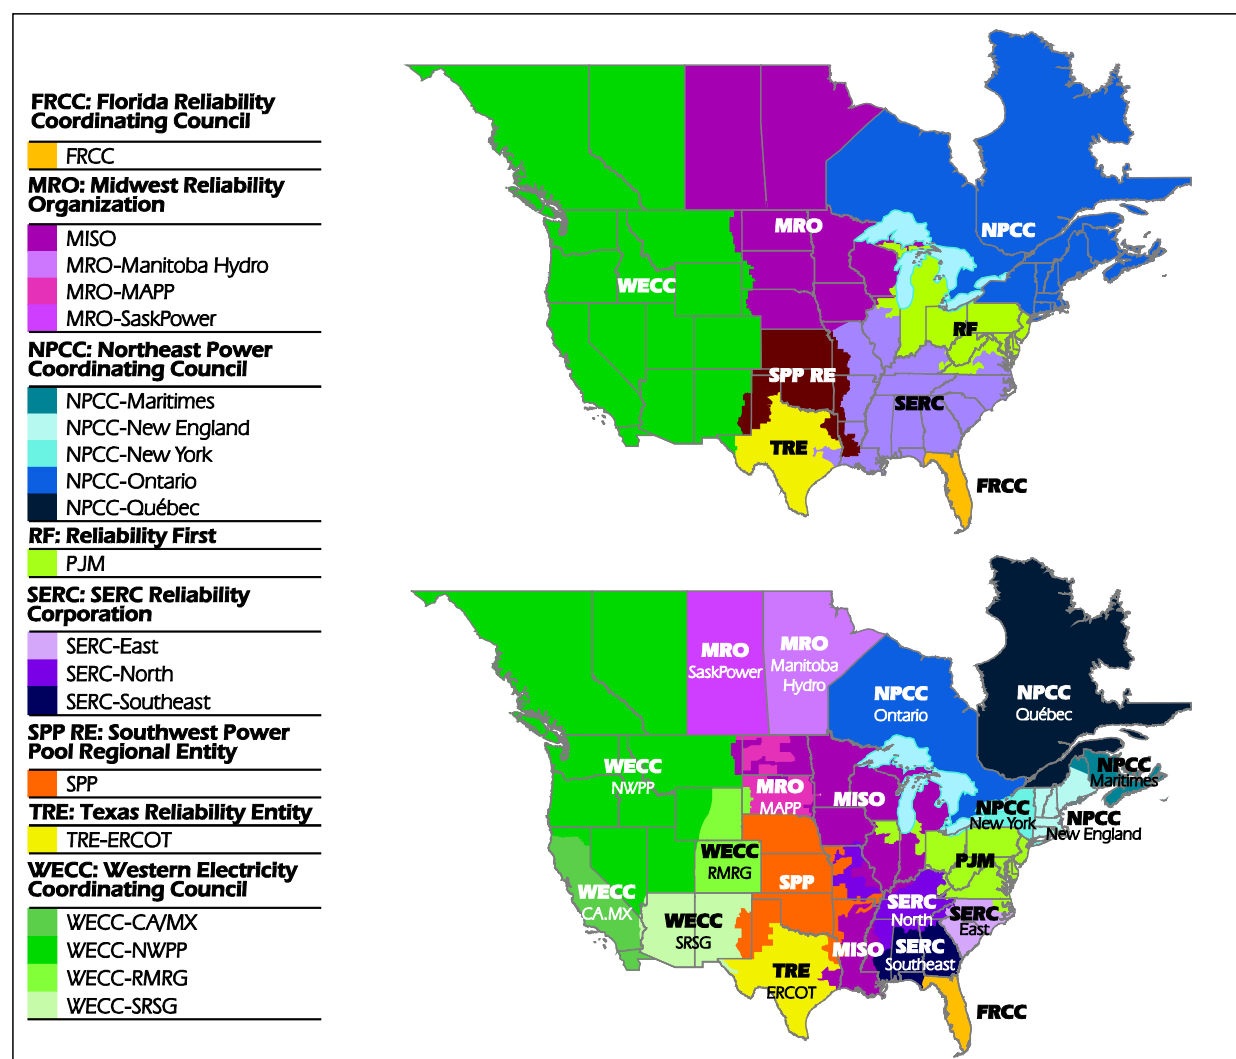 FRCC: Florida Reliability
Coordinating Council
FRCC
MRO: Midwest Reliability
Organization
MISO
MRO-Manitoba Hydro
MRO-MAPP
MRO-SaskPower
NPCC: Northeast Power
Coordinating Council
NPCC-Maritimes
NPCC-New England
NPCC-New York
NPCC-Ontario
NPCC-Québec
RF: Reliability First
PJM
SERC: SERC Reliability
Corporation
SERC-East
SERC-North
SERC-Southeast
SPP RE: Southwest Power
Pool Regional Entity
SPP
TRE: Texas Reliability Entity
TRE-ERCOT
WECC: Western Electricity
Coordinating Council
WECC-CA/MX
WECC-NWPP
WECC-RMRG
WECC-SRSG
MRO
NPCC
WECC
RF
SPP RE
SERC
TRE
FRCC
MRO
SaskPower
MRO
Manitoba
Hydro
NPCC
Ontario
NPCC
Québec
WECC
NWPP
MRO
MAPP
MISO
NPCC
Maritimes
NPCC
New York
NPCC
New England
WECC
RMRG
PJM
SPP
WECC
CA.MX
WECC
SRSG
SERC
North
SERC
East
MISO
SERC
Southeast
TRE
ERCOT
FRCC